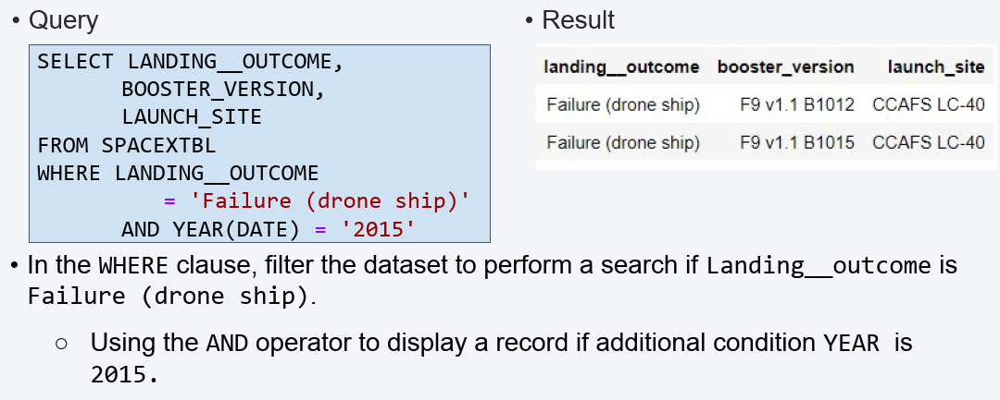 • Query
SELECT LANDING__OUTCOME,
BOOSTER_VERSION,
LAUNCH_SITE
FROM SPACEXTBL
WHERE LANDING__OUTCOME
= 'Failure (drone ship)'
AND YEAR(DATE) = '2015'
• Result
landing__outcome booster_version launch_site
Failure (drone ship) F9 v1.1 B1012 CCAFS LC-40
Failure (drone ship) F9 v1.1 B1015 CCAFS LC-40
• In the WHERE clause, filter the dataset to perform a search if Landing__outcome is
Failure (drone ship).
○ Using the AND operator to display a record if additional condition YEAR is
2015.